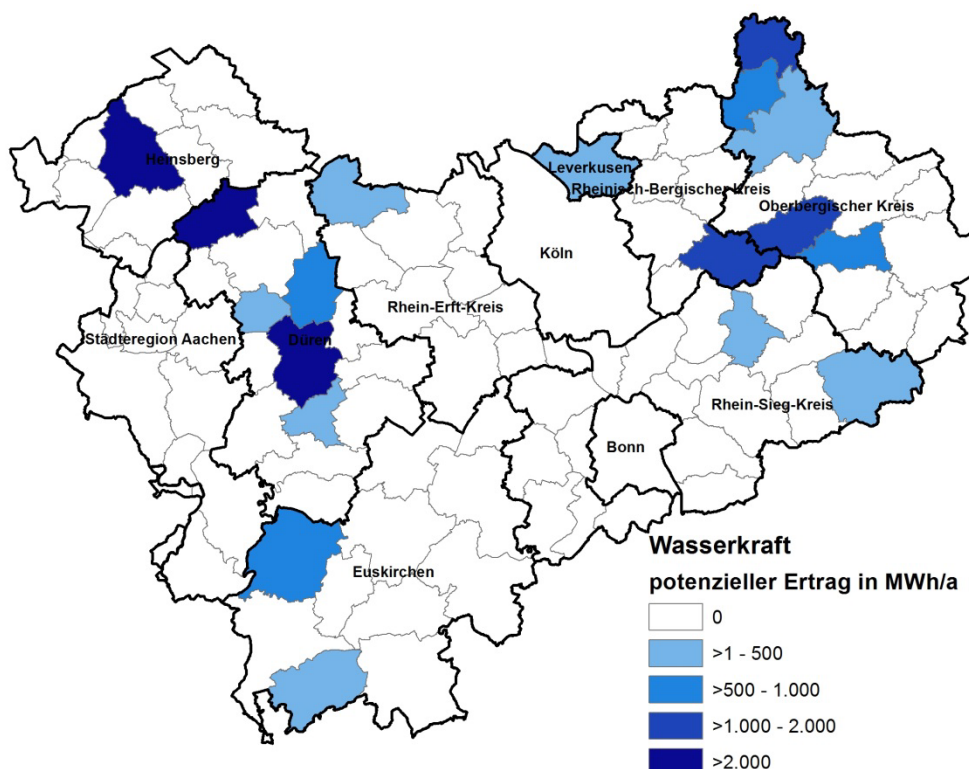 Heinsberg
Leverkusen
Rheinisch-Bergischer Kreis
Oberbergischer Kreis
Köln
Rhein-Erft-Kreis
Städteregion Aachen
Düren
Rhein-Sieg-Kreis
Bonn
Euskirchen
Wasserkraft
potenzieller Ertrag in MWh/a
0
>1 - 500
>500 - 1.000
>1.000 - 2.000
>2.000